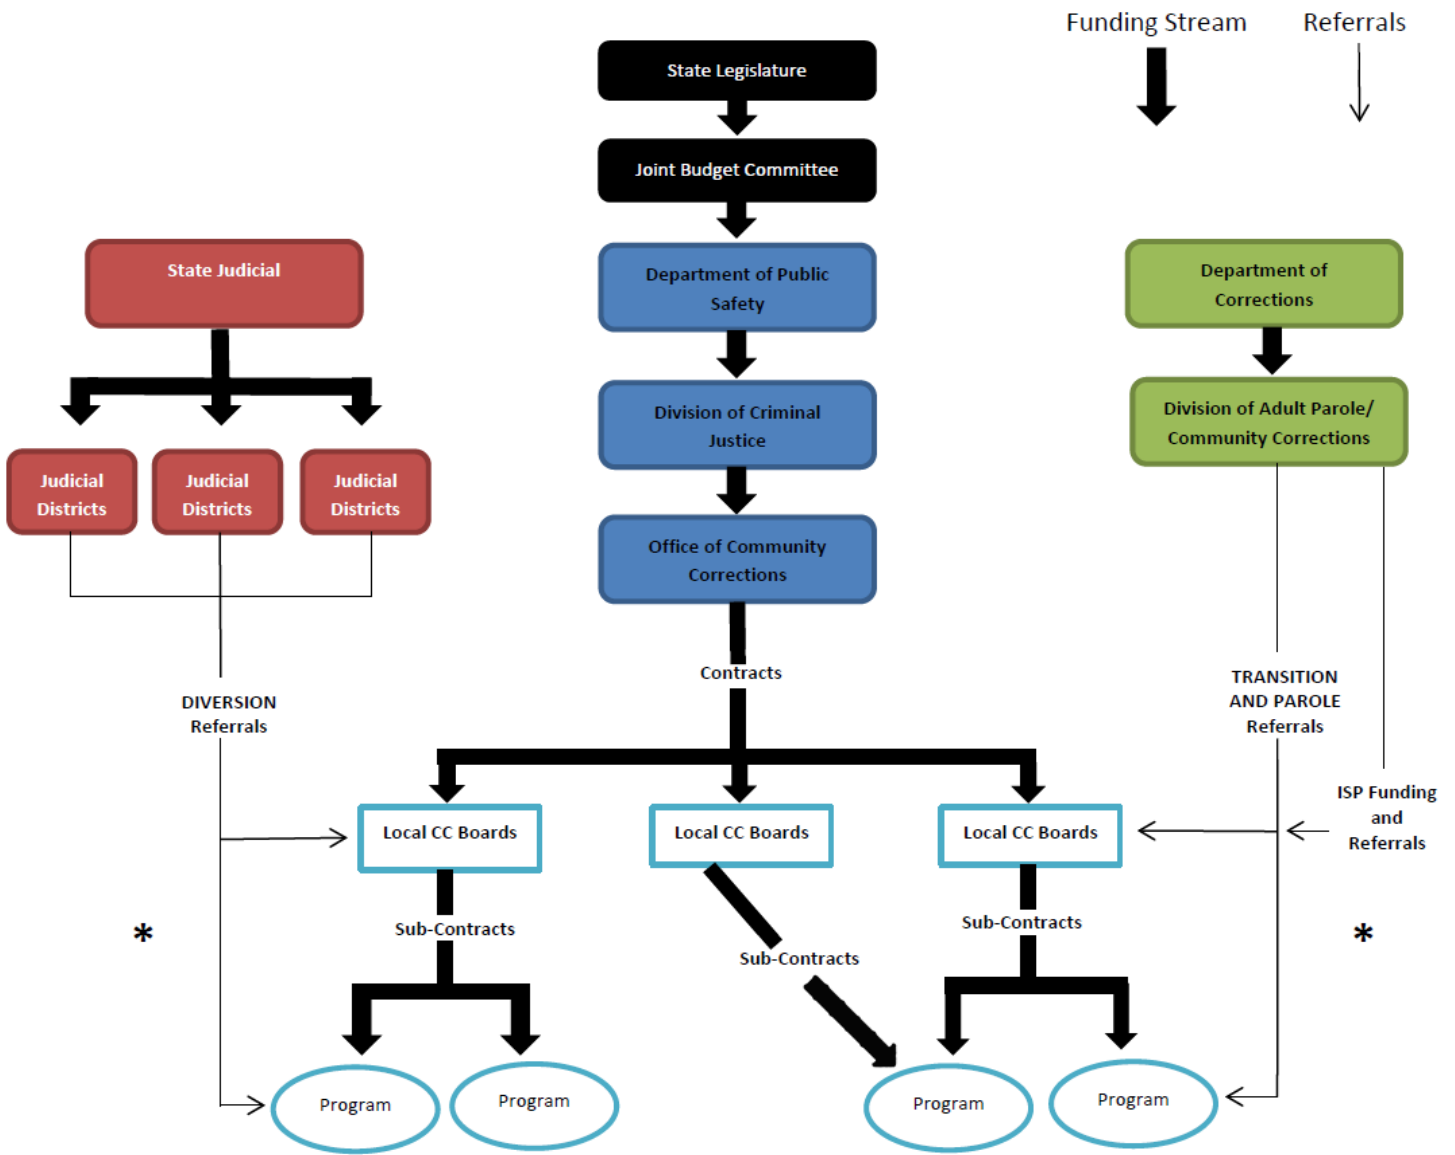 Funding Stream
Referrals
State Legislature
Joint Budget Committee
State Judicial
Department of Public
Safety
Department of
Corrections
Division of Criminal
Justice
Division of Adult Parole/
Community Corrections
Judicial
Districts
Judicial
Districts
Judicial
Districts
Office of Community
Corrections
Contracts
DIVERSION
Referrals
TRANSITION
AND PAROLE
Referrals
ISP Funding
and
Referrals
Local CC Boards
Local CC Boards
Local CC Boards
*
Sub-Contracts
Sub-Contracts
Sub-Contracts
*
Program
Program
Program
Program